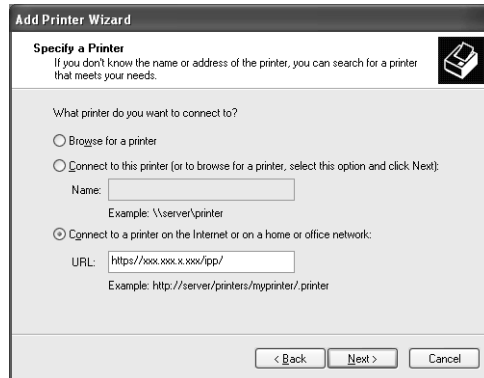 Add Printer Wizard
Specify a Printer
If you don't know the name or address of the printer, you can search for a printer
that meets your needs.
What printer do you want to connect to?
Browse for a printer
Connect to this printer (or to browse for a printer, select this option and click Next):
Name:
Example: \\server\printer
Connect to a printer on the Internet or on a home or office network:
URL: https//xxx.xxx.x.xxx/ipp/
Example: http://server/printers/myprinter/.printer
< Back Next > Cancel